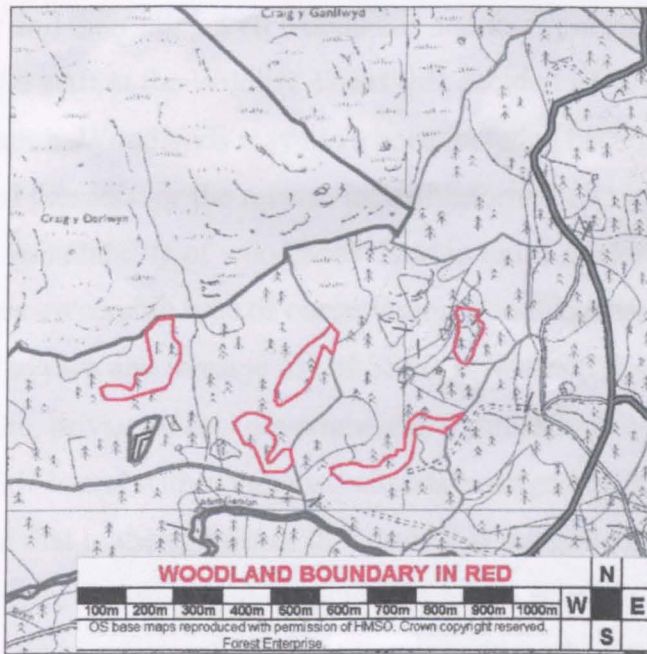 Craig y Ganllwyd
Craig y Derlwyn
WOODLAND BOUNDARY IN RED
N
100m 200m 300m 400m 500m 600m 700m 800m 900m 1000m
W E
OS base maps reproduced with permission of HMSO. Crown copyright reserved.
Forest Enterprise.
S